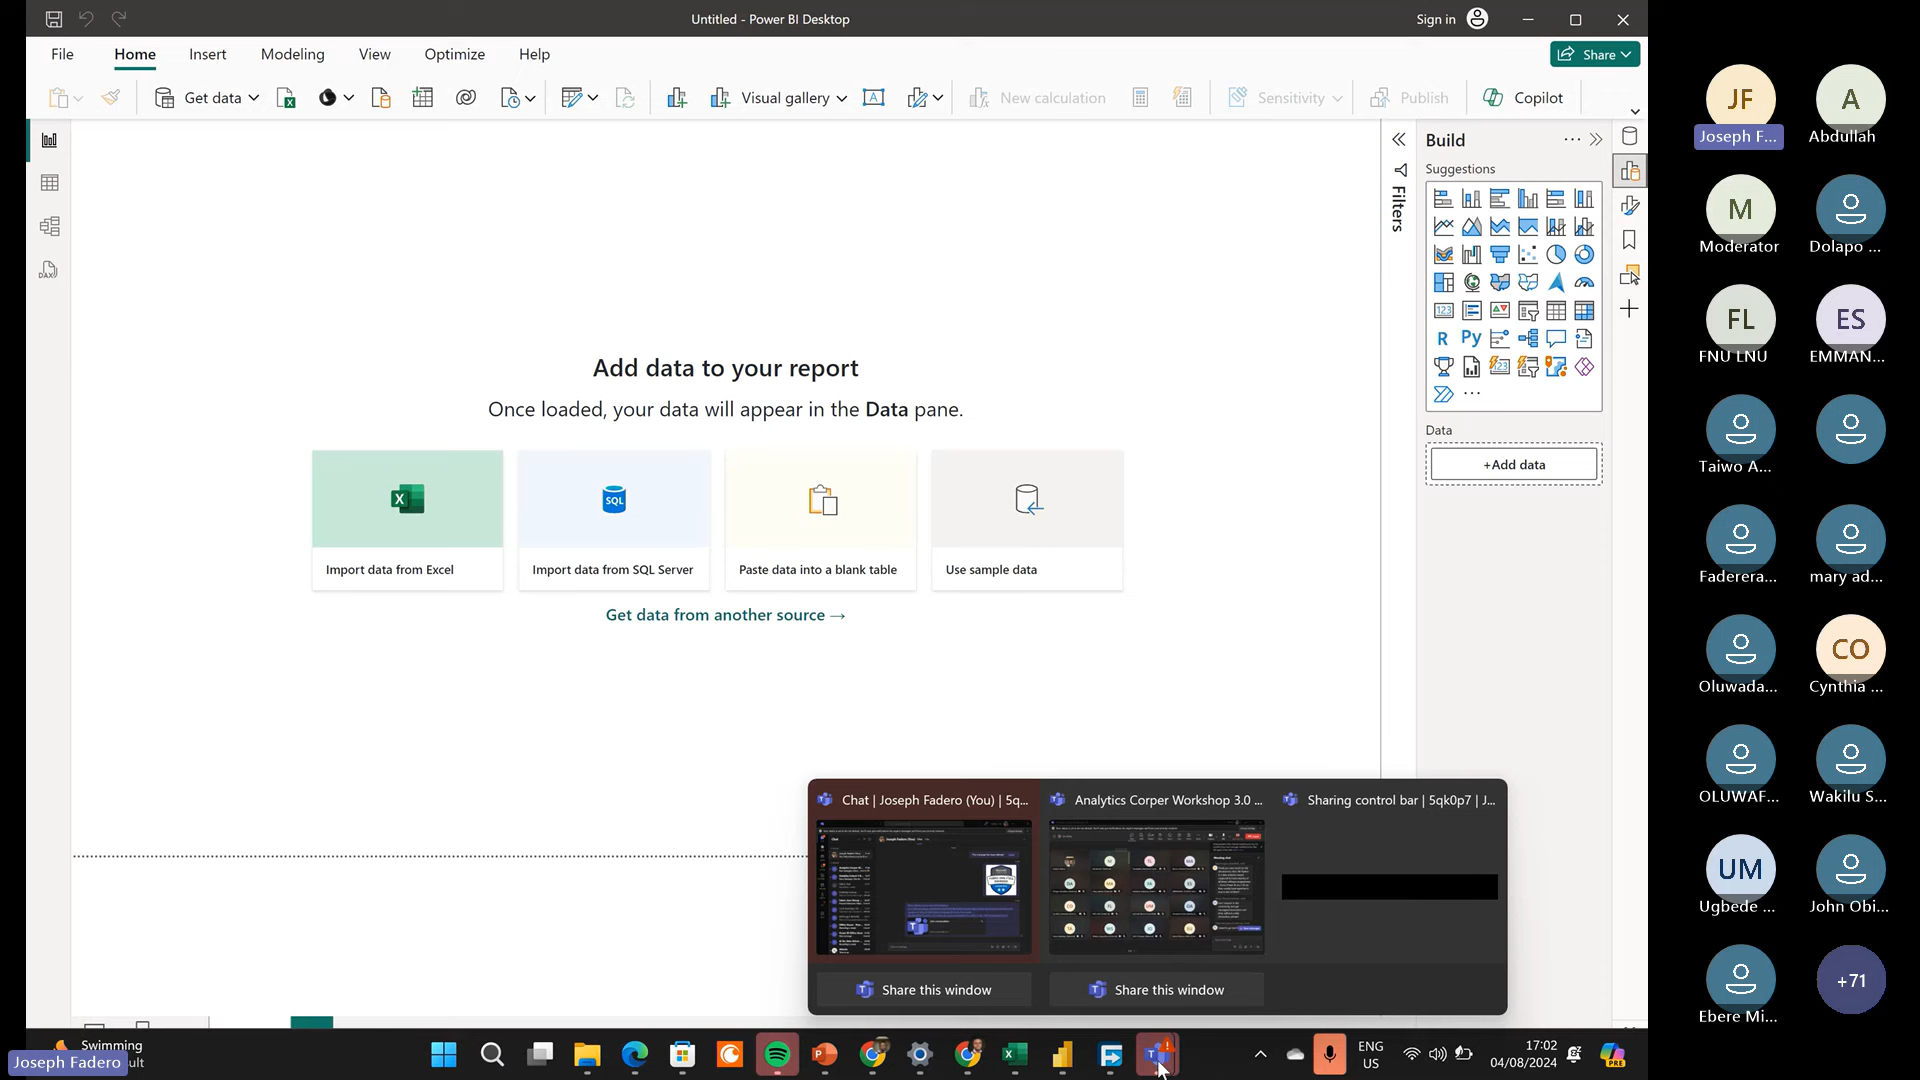 Untitled - Power BI Desktop
Sign in
File
Home
Insert
Modeling
View
Optimize
Help
Share
Get data
Visual gallery
New calculation
Sensitivity
Publish
Copilot
DAX
Filters
Build
Suggestions
123
R
Py
Data
+Add data
Add data to your report
Once loaded, your data will appear in the Data pane.
X
SQL
Import data from Excel
Import data from SQL Server
Paste data into a blank table
Use sample data
Get data from another source →
Chat | Joseph Fadero (You) | 5q...
Analytics Corper Workshop 3.0 ...
Sharing control bar | 5qk0p7 | J...
Share this window
Share this window
Swimming
Joseph Fadero
ENG
US
17:02
04/08/2024
PRE
JF
Joseph F...
A
Abdullah
M
Moderator
Dolapo ...
FL
FNU LNU
ES
EMMAN...
Taiwo A...
Faderera...
mary ad...
Oluwada...
CO
Cynthia ...
OLUWAF...
Wakilu S...
UM
Ugbede ...
John Obi...
Ebere Mi...
+71